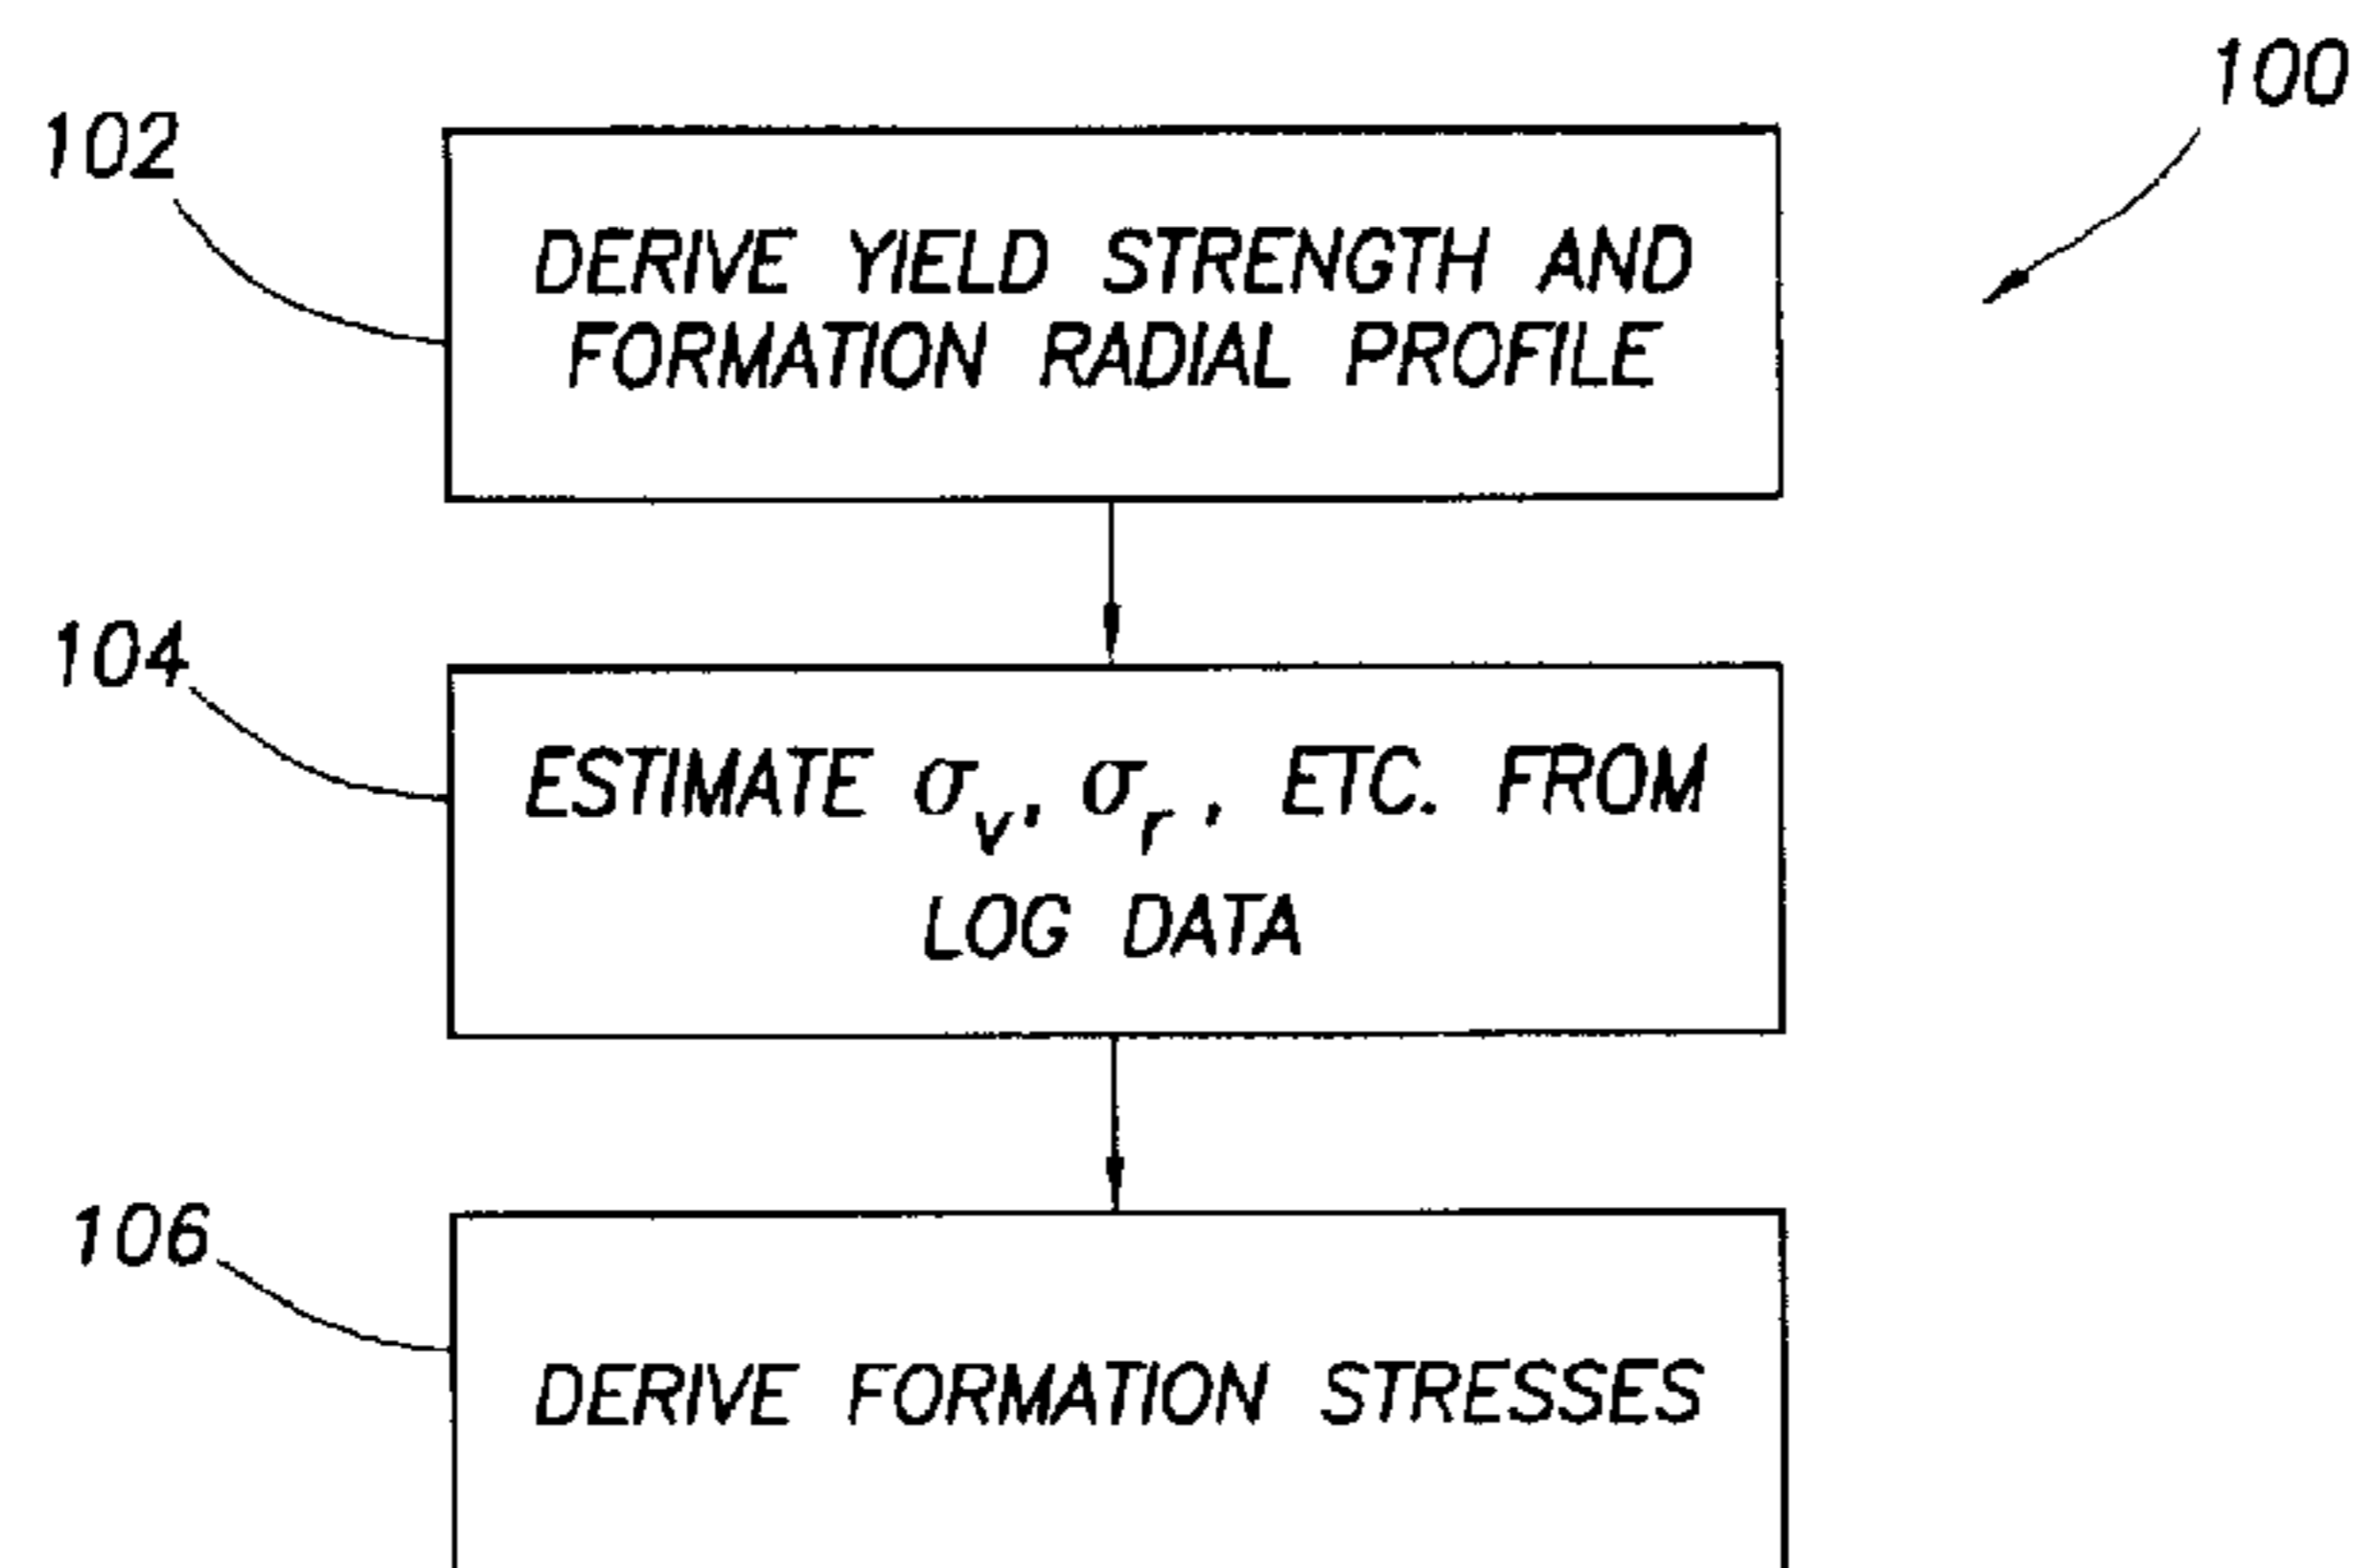 100
102
DERIVE YIELD STRENGTH AND
FORMATION RADIAL PROFILE
104
ESTIMATE σv, σr, ETC. FROM
LOG DATA
106
DERIVE FORMATION STRESSES